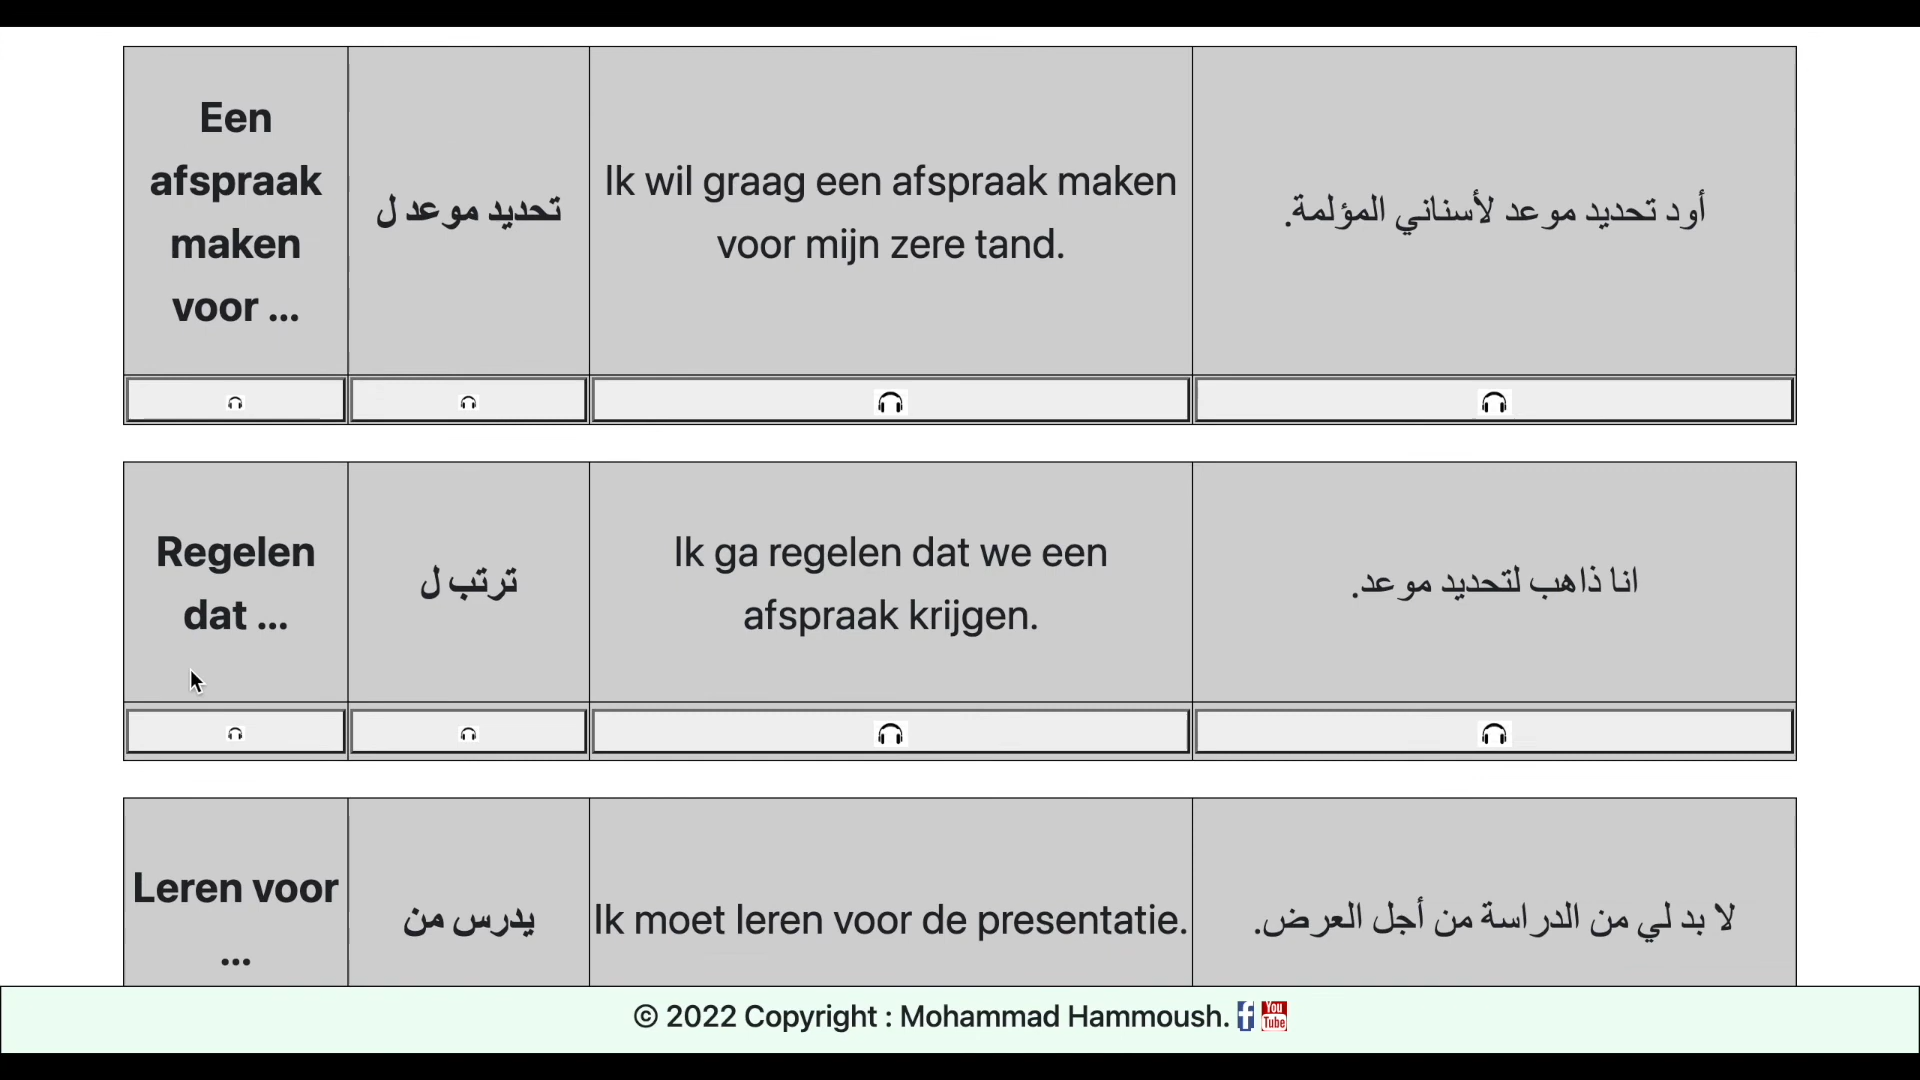 Een
afspraak
maken
voor ...
تحديد موعد ل
Ik wil graag een afspraak maken
voor mijn zere tand.
أود تحديد موعد لأسناني المؤلمة.
Regelen
dat ...
ترتب ل
Ik ga regelen dat we een
afspraak krijgen.
انا ذاهب لتحديد موعد.
Leren voor
...
يدرس من
Ik moet leren voor de presentatie.
لا بد لي من الدراسة من أجل العرض.
© 2022 Copyright : Mohammad Hammoush. f You
Tube